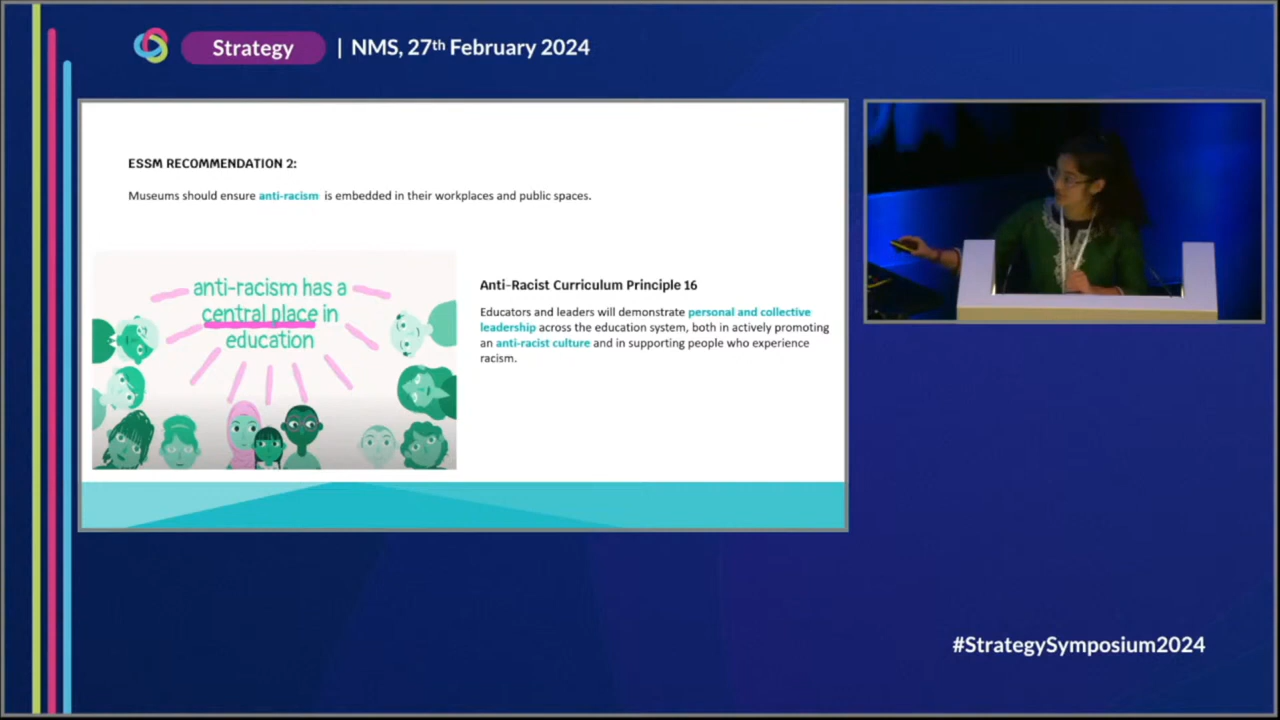 Strategy | NMS, 27th February 2024
ESSM RECOMMENDATION 2:
Museums should ensure anti-racism is embedded in their workplaces and public spaces.
anti-racism has a
central place in
education
Anti-Racist Curriculum Principle 16
Educators and leaders will demonstrate personal and collective
leadership across the education system, both in actively promoting
an anti-racist culture and in supporting people who experience
racism.
#StrategySymposium2024